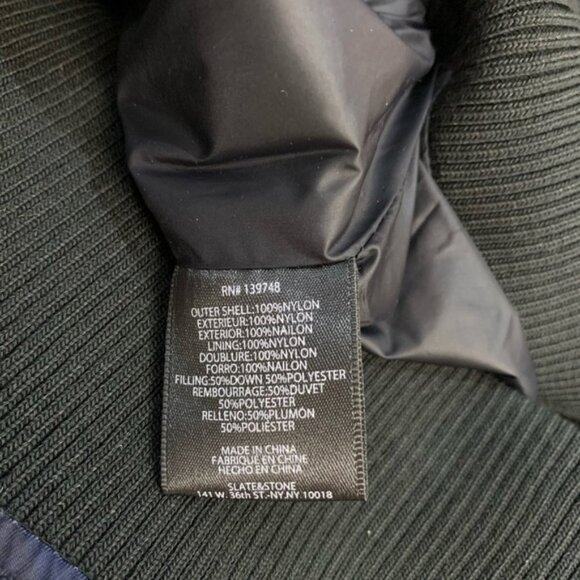 RN# 139748
OUTER SHELL:100%NYLON
EXTERIEUR:100%NYLON
EXTERIOR:100%NAILON
LINING:100%NYLON
DOUBLURE:100%NYLON
FORRO:100%NAILON
FILLING:50%DOWN 50%POLYESTER
REMBOURRAGE:50%DUVET
50%POLYESTER
RELLENO:50%PLUMÓN
50%POLIÉSTER
MADE IN CHINA
FABRIQUÉ EN CHINE
HECHO EN CHINA
SLATE&STONE
141 W. 36th ST.-NY,NY 10018